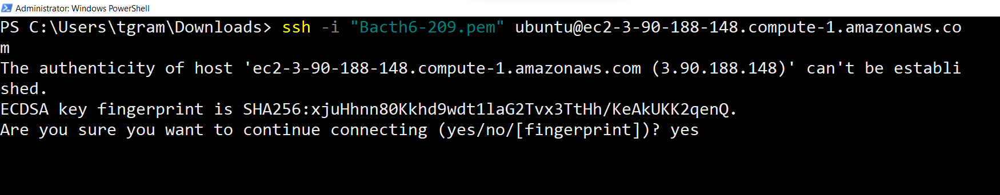 Administrator: Windows PowerShell
PS C:\Users\tgram\Downloads> ssh -i "Bacth6-209.pem" ubuntu@ec2-3-90-188-148.compute-1.amazonaws.co
m
The authenticity of host 'ec2-3-90-188-148.compute-1.amazonaws.com (3.90.188.148)' can't be establi
shed.
ECDSA key fingerprint is SHA256:xjuHhnn80Kkhd9wdt1laG2Tvx3TtHh/KeAkUKK2qenQ.
Are you sure you want to continue connecting (yes/no/[fingerprint])? yes